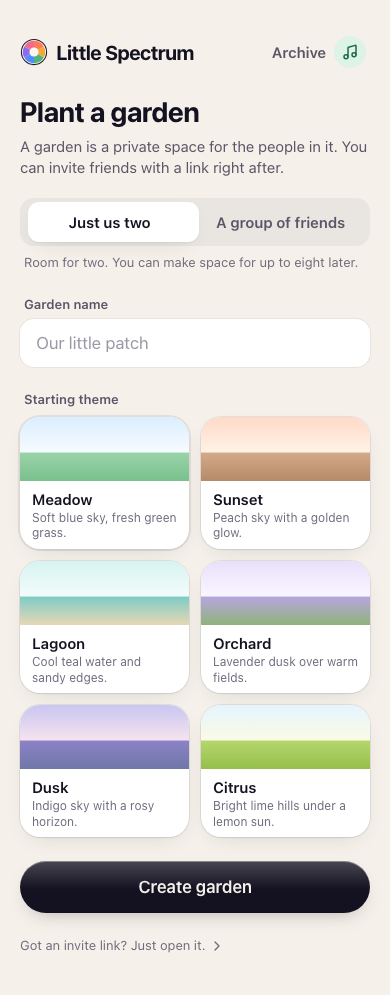 Little Spectrum
Archive
Plant a garden
A garden is a private space for the people in it. You
can invite friends with a link right after.
Just us two
A group of friends
Room for two. You can make space for up to eight later.
Garden name
Our little patch
Starting theme
Meadow
Soft blue sky, fresh green
grass.
Sunset
Peach sky with a golden
glow.
Lagoon
Cool teal water and
sandy edges.
Orchard
Lavender dusk over warm
fields.
Dusk
Indigo sky with a rosy
horizon.
Citrus
Bright lime hills under a
lemon sun.
Create garden
Got an invite link? Just open it.